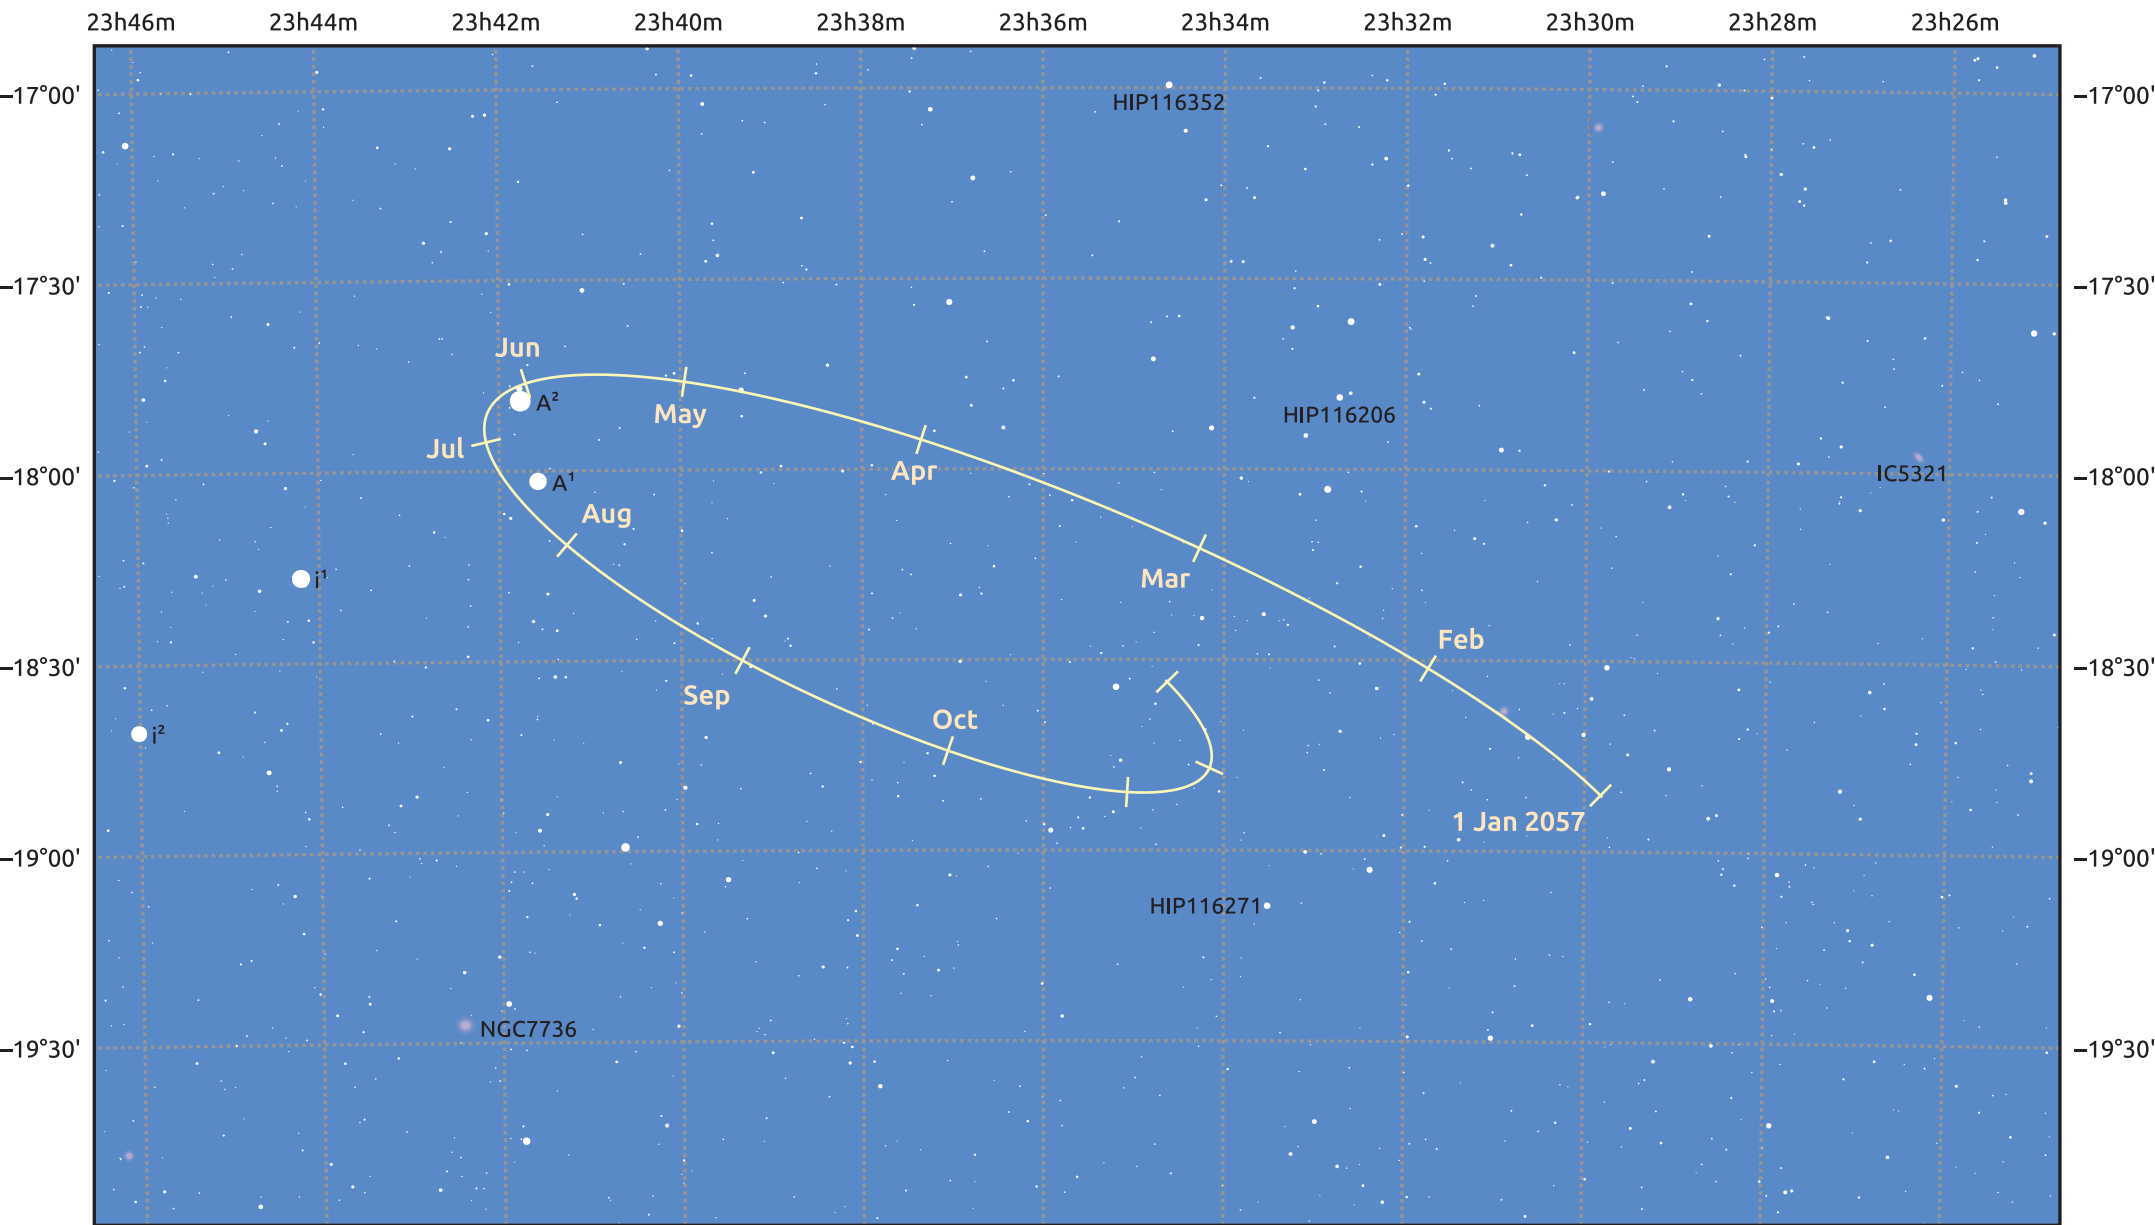 23h46m 23h44m 23h42m 23h40m 23h38m 23h36m 23h34m 23h32m 23h30m 23h28m 23h26m
−17°00' −17°00'
HIP116352
−17°30' −17°30'
Jun
A²
May
HIP116206
Jul
Apr
−18°00' IC5321 −18°00'
A¹
Aug
i¹
Mar
Feb
−18°30' −18°30'
Sep
Oct
i²
1 Jan 2057
−19°00' −19°00'
HIP116271
NGC7736
−19°30' −19°30'